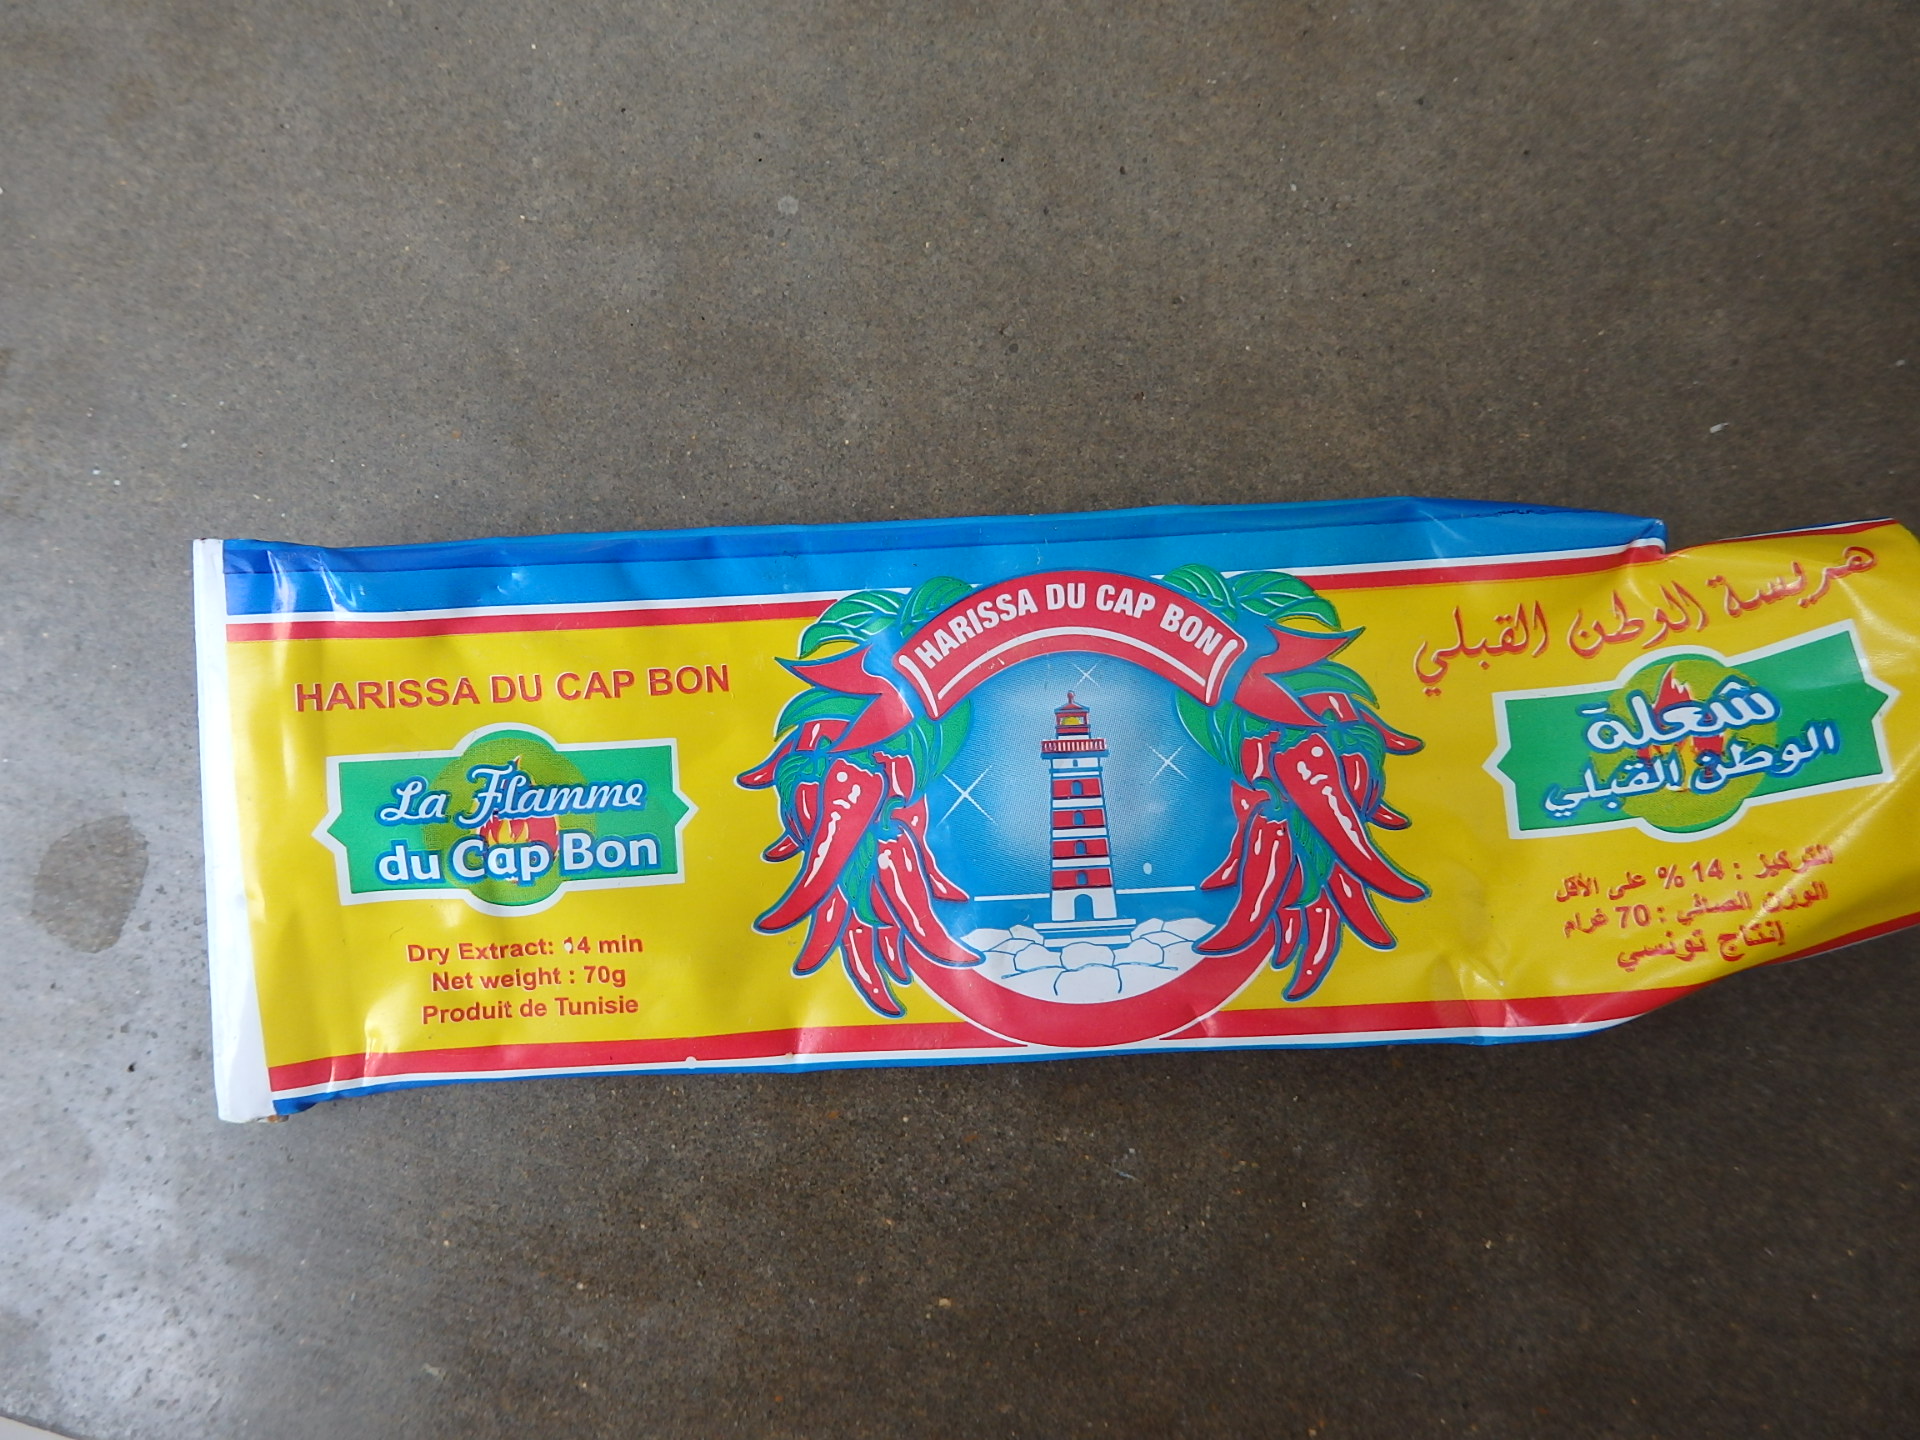 HARISSA DU CAP BON
La Flamme
du Cap Bon
Dry Extract: 14 min
Net weight : 70g
Produit de Tunisie
HARISSA DU CAP BON
هريسة الوطن القبلي
شعلة
الوطن القبلي
التركيز : 14 % على الأقل
الوزن الصافي : 70 غرام
إنتاج تونسي